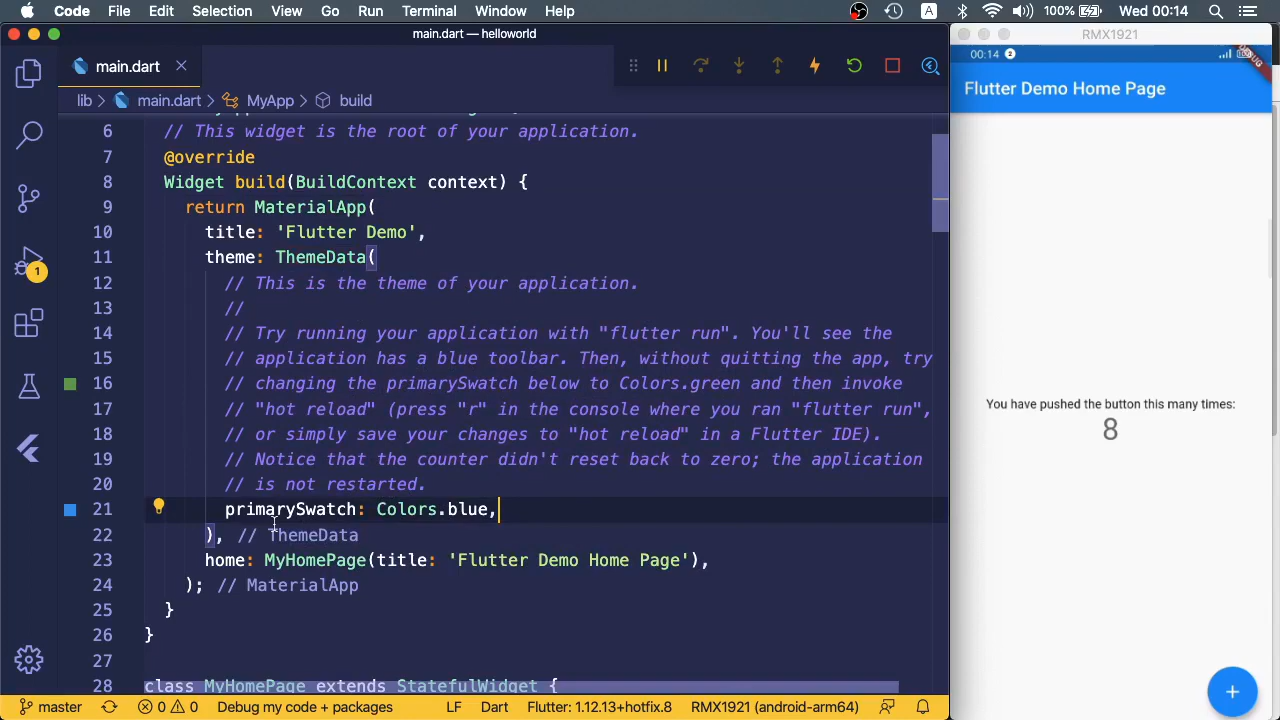 Code File Edit Selection View Go Run Terminal Window Help A 100% Wed 00:14
main.dart — helloworld
RMX1921
main.dart
lib > main.dart > MyApp > build
6 // This widget is the root of your application.
7 @override
8 Widget build(BuildContext context) {
9 return MaterialApp(
10 title: 'Flutter Demo',
11 theme: ThemeData(
12 // This is the theme of your application.
13 //
14 // Try running your application with "flutter run". You'll see the
15 // application has a blue toolbar. Then, without quitting the app, try
16 // changing the primarySwatch below to Colors.green and then invoke
17 // "hot reload" (press "r" in the console where you ran "flutter run",
18 // or simply save your changes to "hot reload" in a Flutter IDE).
19 // Notice that the counter didn't reset back to zero; the application
20 // is not restarted.
21 primarySwatch: Colors.blue,
22 ), // ThemeData
23 home: MyHomePage(title: 'Flutter Demo Home Page'),
24 ); // MaterialApp
25 }
26 }
27
28 class MyHomePage extends StatefulWidget {
1
master 0 0 Debug my code + packages LF Dart Flutter: 1.12.13+hotfix.8 RMX1921 (android-arm64)
00:14 2
DEBUG
Flutter Demo Home Page
You have pushed the button this many times:
8
+